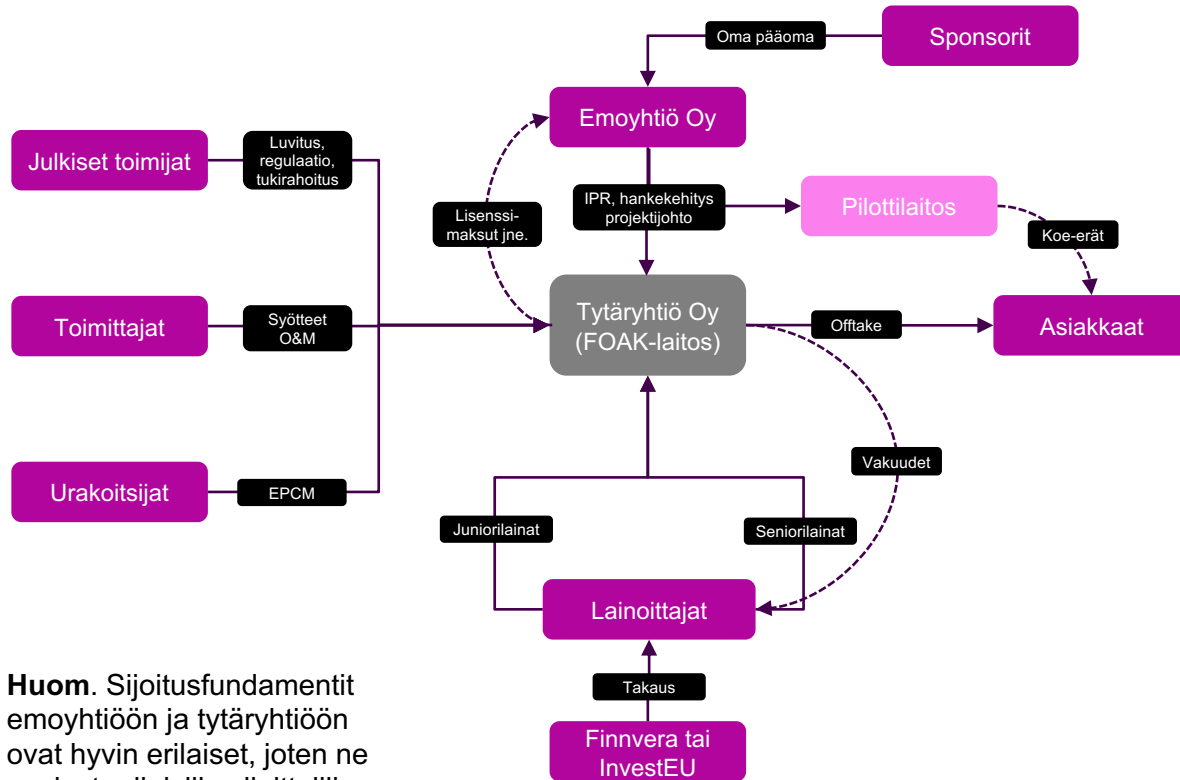 Oma pääoma
Sponsorit
Emoyhtiö Oy
Julkiset toimijat
Luvitus,
regulaatio,
tukirahoitus
Lisenssi-
maksut jne.
IPR, hankekehitys
projektijohto
Pilottilaitos
Koe-erät
Toimittajat
Syötteet
O&M
Tytäryhtiö Oy
(FOAK-laitos)
Offtake
Asiakkaat
Vakuudet
Urakoitsijat
EPCM
Juniorilainat
Seniorilainat
Lainoittajat
Takaus
Finnvera tai
InvestEU
Huom. Sijoitusfundamentit
emoyhtiöön ja tytäryhtiöön
ovat hyvin erilaiset, joten ne